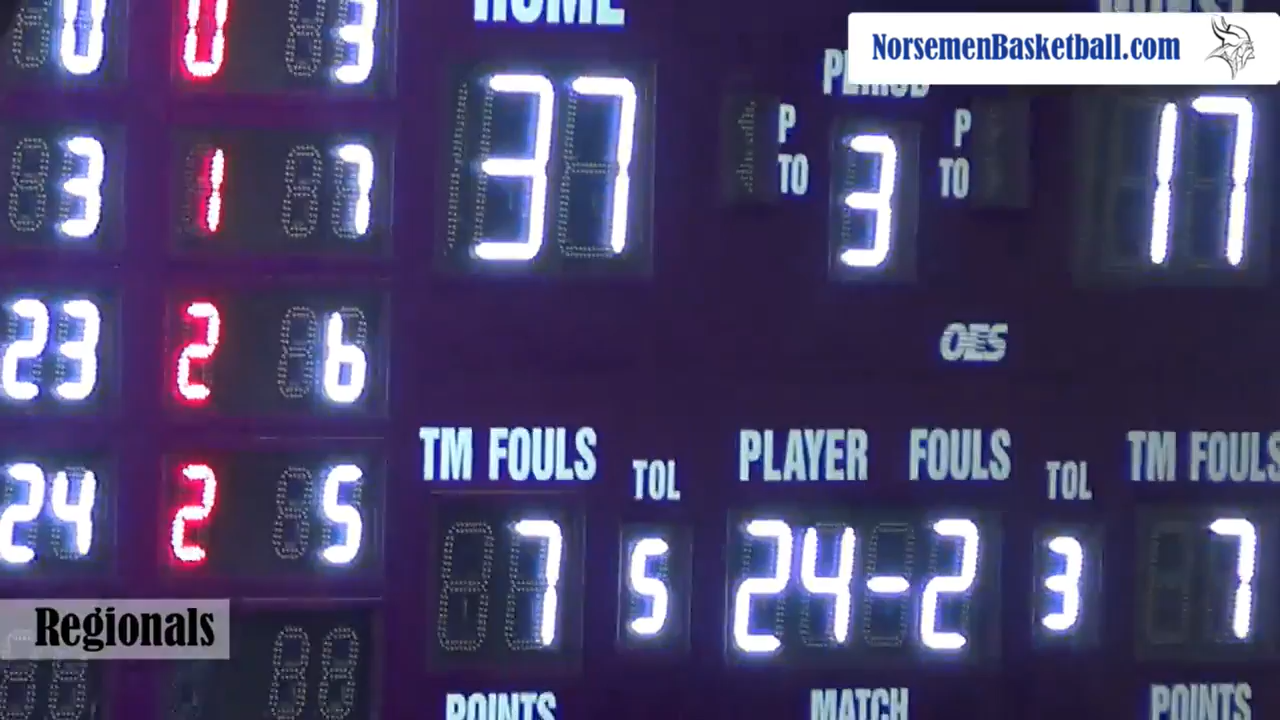 HOME
NorsemenBasketball.com
0 0 3
37
PERIOD
P TO
3
P TO
17
3 1 7
23 2 6
OES
TM FOULS
TOL
PLAYER FOULS
TOL
TM FOULS
24 2 5
7
5
24-2
3
7
Regionals
POINTS
MATCH
POINTS